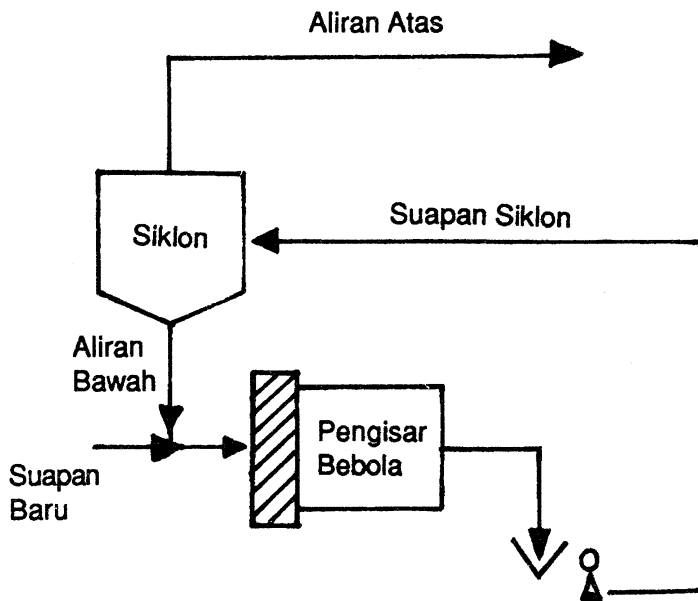 Aliran Atas
Suapan Siklon
Siklon
Aliran
Bawah
Suapan
Baru
Pengisar
Bebola